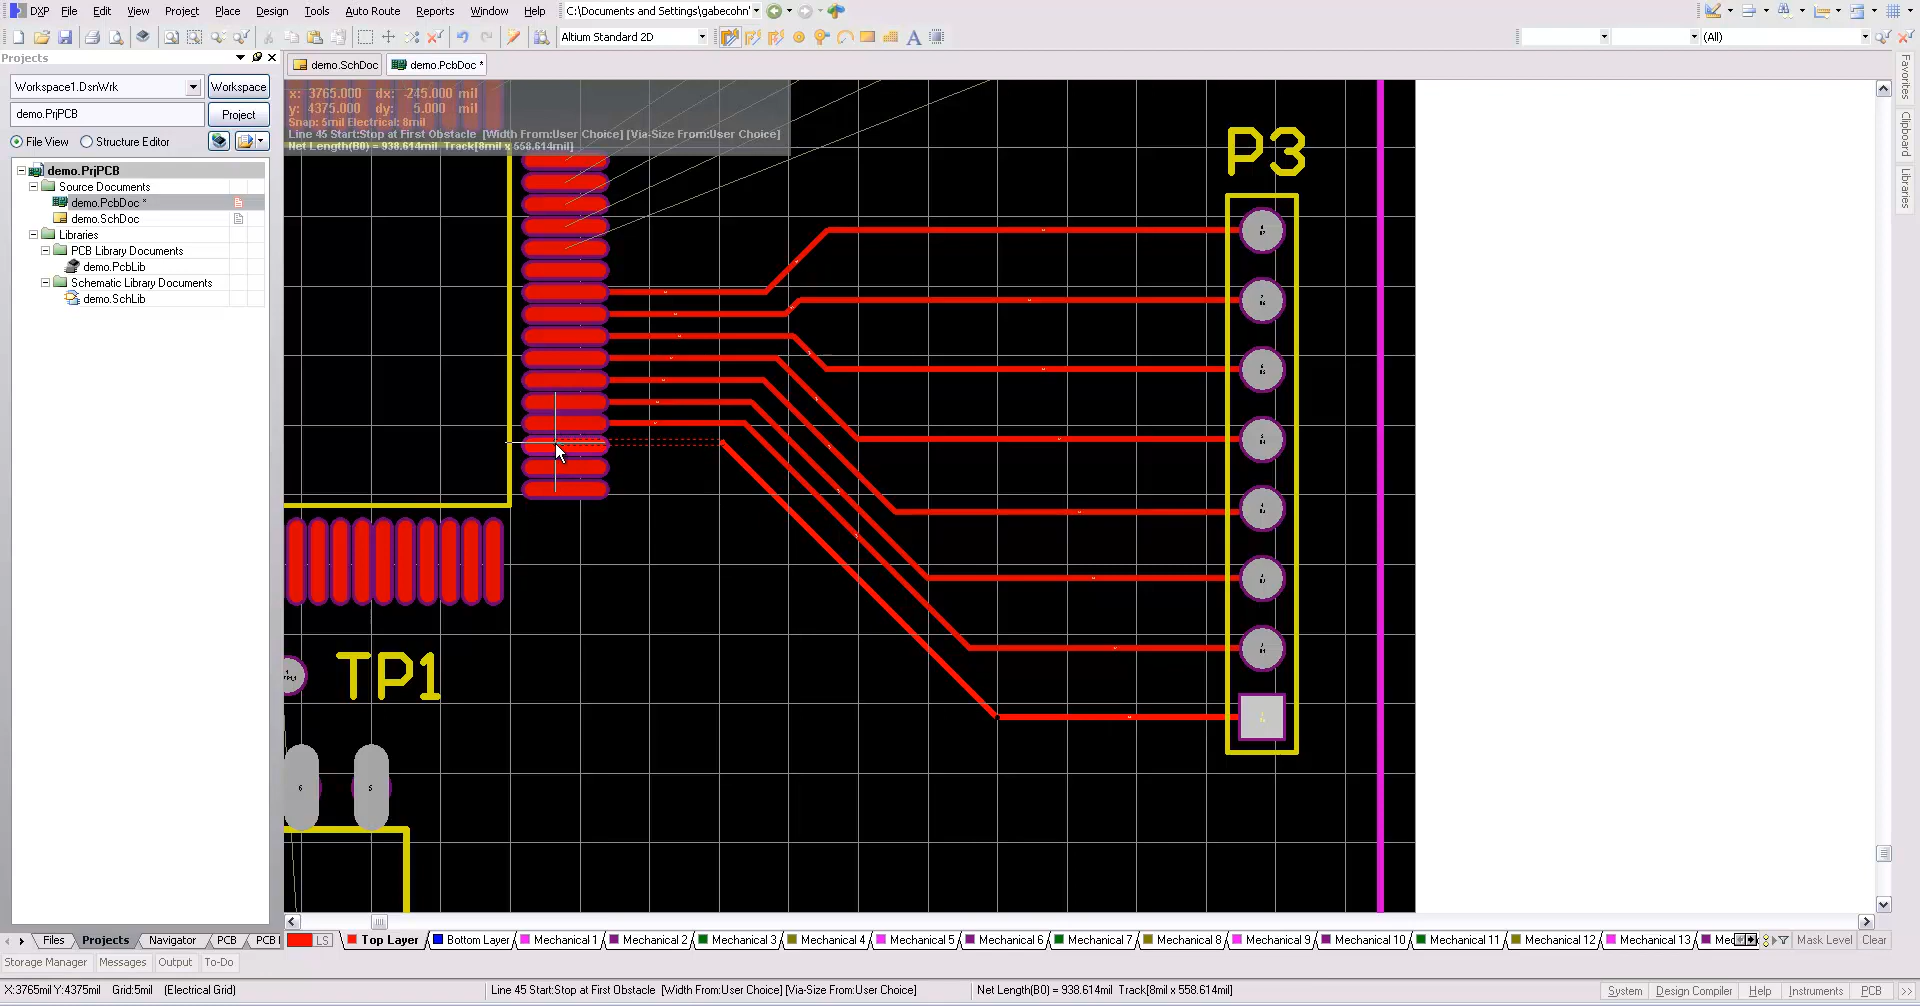 DXP File Edit View Project Place Design Tools Auto Route Reports Window Help C:\Documents and Settings\gabecohn'
Altium Standard 2D (All)
Projects
demo.SchDoc demo.PcbDoc *
Workspace1.DsnWrk Workspace
demo.PrjPCB Project
File View Structure Editor
demo.PrjPCB
Source Documents
demo.PcbDoc *
demo.SchDoc
Libraries
PCB Library Documents
demo.PcbLib
Schematic Library Documents
demo.SchLib
x: 3765.000 dx: -245.000 mil
y: 4375.000 dy: 5.000 mil
Snap: 5mil Electrical: 8mil
Line 45 Start:Stop at First Obstacle [Width From:User Choice] [Via-Size From:User Choice]
Net Length(B0) = 938.614mil Track[8mil x 558.614mil]
P3
TP1
6 5
Favorites
Clipboard
Libraries
Files Projects Navigator PCB PCB I
LS Top Layer Bottom Layer Mechanical 1 Mechanical 2 Mechanical 3 Mechanical 4 Mechanical 5 Mechanical 6 Mechanical 7 Mechanical 8 Mechanical 9 Mechanical 10 Mechanical 11 Mechanical 12 Mechanical 13 Mec Mask Level Clear
Storage Manager Messages Output To-Do
X:3765mil Y:4375mil Grid:5mil (Electrical Grid) Line 45 Start:Stop at First Obstacle [Width From:User Choice] [Via-Size From:User Choice] Net Length(B0) = 938.614mil Track[8mil x 558.614mil] System Design Compiler Help Instruments PCB >>